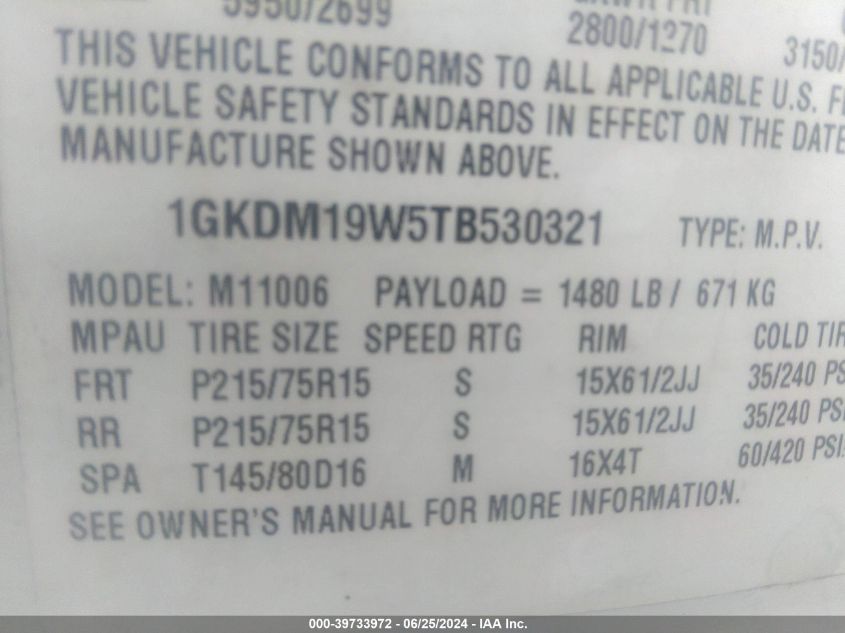 5950/2699
2800/1270
3150/
THIS VEHICLE CONFORMS TO ALL APPLICABLE U.S.
VEHICLE SAFETY STANDARDS IN EFFECT ON THE DATE
MANUFACTURE SHOWN ABOVE.
1GKDM19W5TB530321 TYPE: M.P.V.
MODEL: M11006 PAYLOAD = 1480 LB / 671 KG
MPAU TIRE SIZE SPEED RTG RIM COLD
FRT P215/75R15 S 15X61/2JJ 35/240
RR P215/75R15 S 15X61/2JJ 35/240 PSI
SPA T145/80D16 M 16X4T 60/420 PSI
SEE OWNER'S MANUAL FOR MORE INFORMATION.
000-39733972 - 06/25/2024 - IAA Inc.